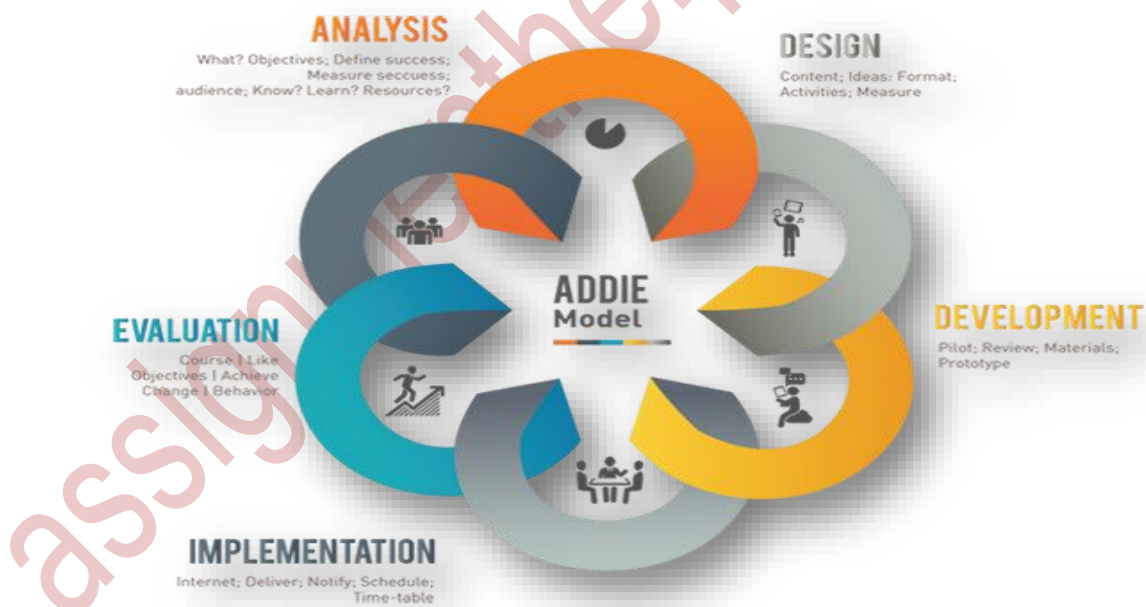 ANALYSIS
What? Objectives; Define success;
Measure seccuess;
audience; Know? Learn? Resources?
DESIGN
Content; Ideas: Format;
Activities; Measure
ADDIE
Model
EVALUATION
Course | Like
Objectives | Achieve
Change | Behavior
DEVELOPMENT
Pilot; Review; Materials;
Prototype
IMPLEMENTATION
Internet; Deliver; Notify; Schedule;
Time-table